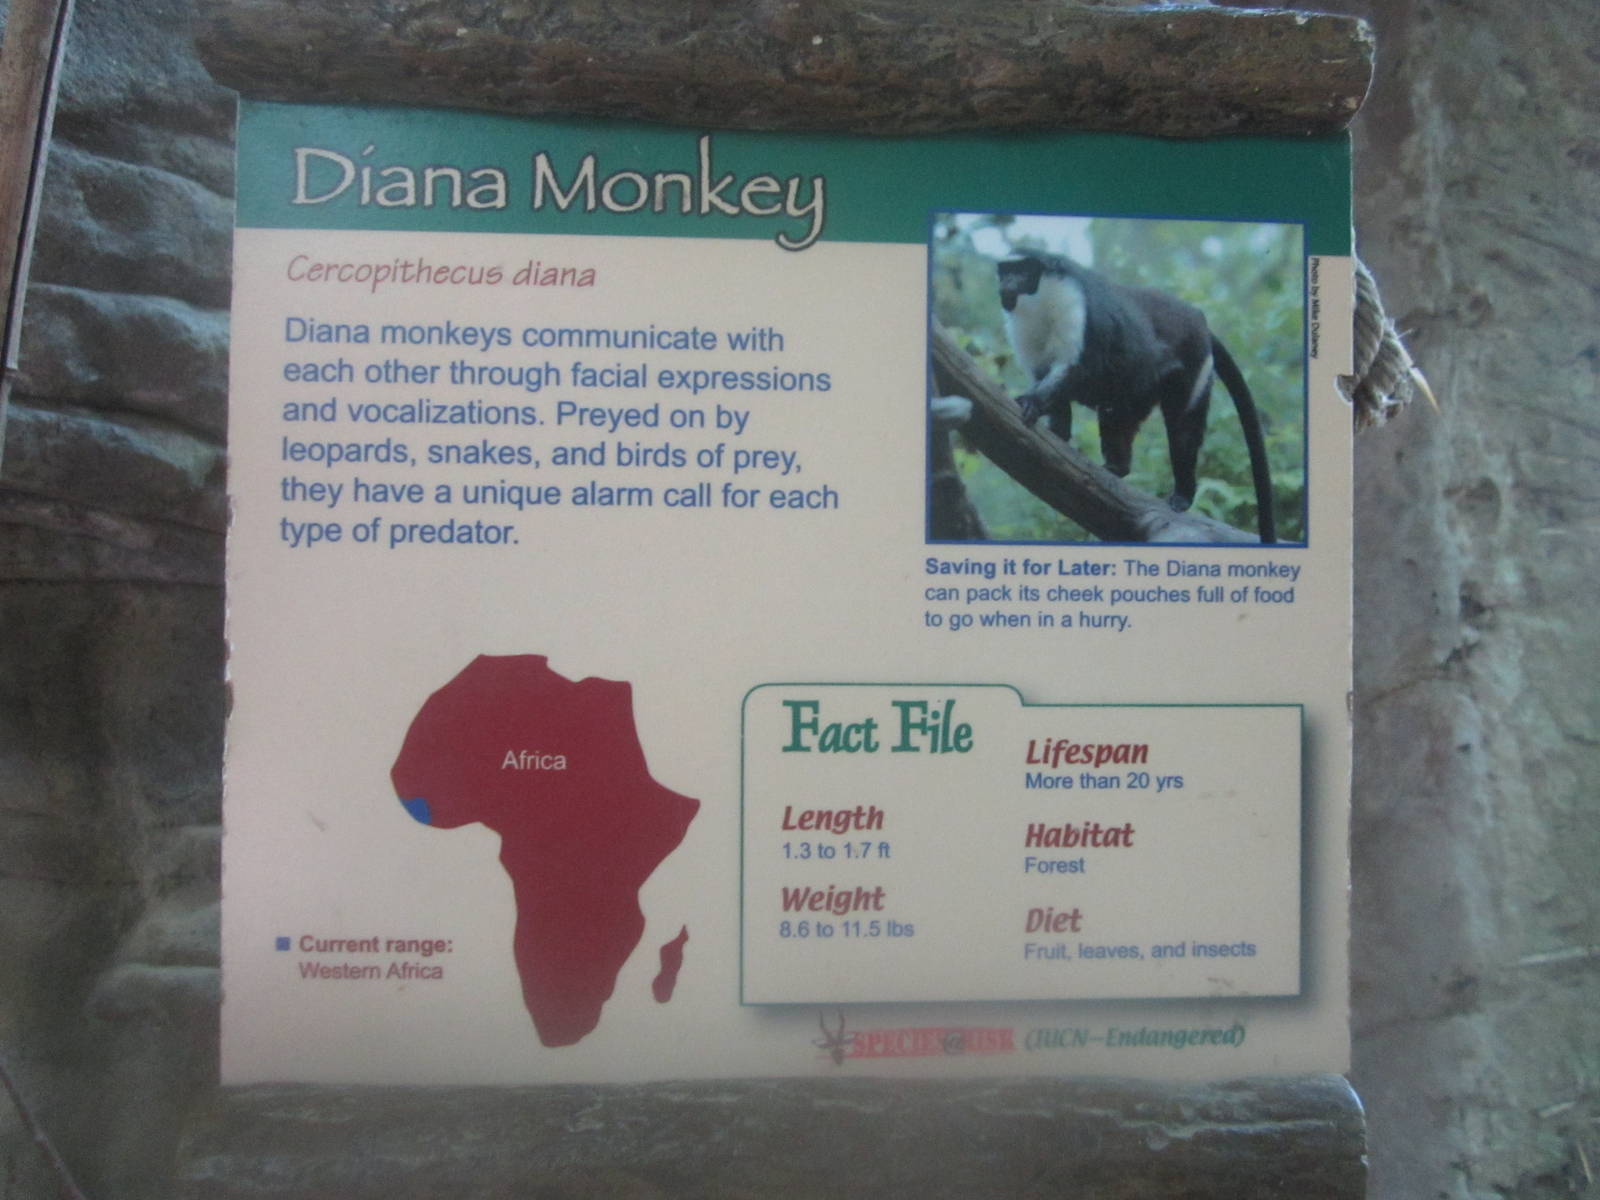 Diana Monkey
Cercopithecus diana
Diana monkeys communicate with
each other through facial expressions
and vocalizations. Preyed on by
leopards, snakes, and birds of prey,
they have a unique alarm call for each
type of predator.
Photo by Mike Dulaney
Saving it for Later: The Diana monkey
can pack its cheek pouches full of food
to go when in a hurry.
Africa
Current range:
Western Africa
Fact File
Length
1.3 to 1.7 ft
Weight
8.6 to 11.5 lbs
Lifespan
More than 20 yrs
Habitat
Forest
Diet
Fruit, leaves, and insects
SPECIES@RISK (IUCN–Endangered)